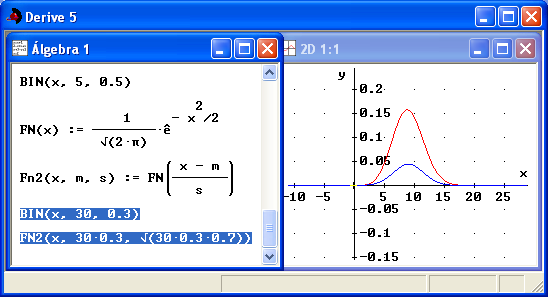 Derive 5
Álgebra 1
2D 1:1
BIN(x, 5, 0.5)
FN(x) := 1/√(2·π)·ê^(- x^2/2)
Fn2(x, m, s) := FN((x - m)/s)
BIN(x, 30, 0.3)
FN2(x, 30·0.3, √(30·0.3·0.7))
y
0.2
0.15
0.1
0.05
x
-10 -5 5 10 15 20 25
-0.05
-0.1
-0.15